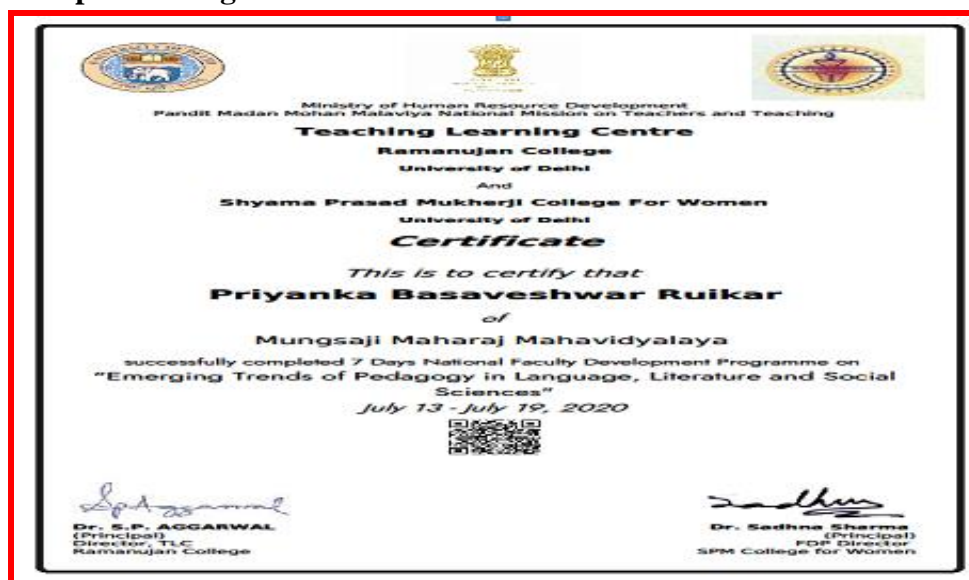 Ministry of Human Resource Development
Pandit Madan Mohan Malaviya National Mission on Teachers and Teaching
Teaching Learning Centre
Ramanujan College
University of Delhi
And
Shyama Prasad Mukherji College For Women
University of Delhi
Certificate
This is to certify that
Priyanka Basaveshwar Ruikar
of
Mungsaji Maharaj Mahavidyalaya
successfully completed 7 Days National Faculty Development Programme on
"Emerging Trends of Pedagogy in Language, Literature and Social
Sciences"
July 13 - July 19, 2020
Dr. S.P. AGGARWAL
(Principal)
Director, TLC
Ramanujan College
Dr. Sadhna Sharma
(Principal)
FDP Director
SPM College for Women